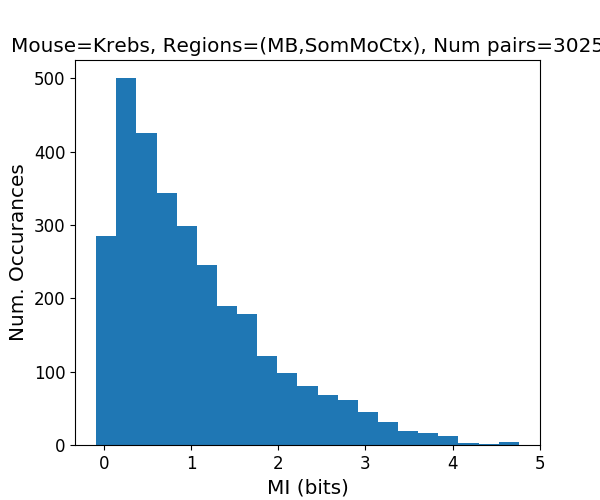 Mouse=Krebs, Regions=(MB,SomMoCtx), Num pairs=3025
Num. Occurances
500
400
300
200
100
0
0 1 2 3 4 5
MI (bits)